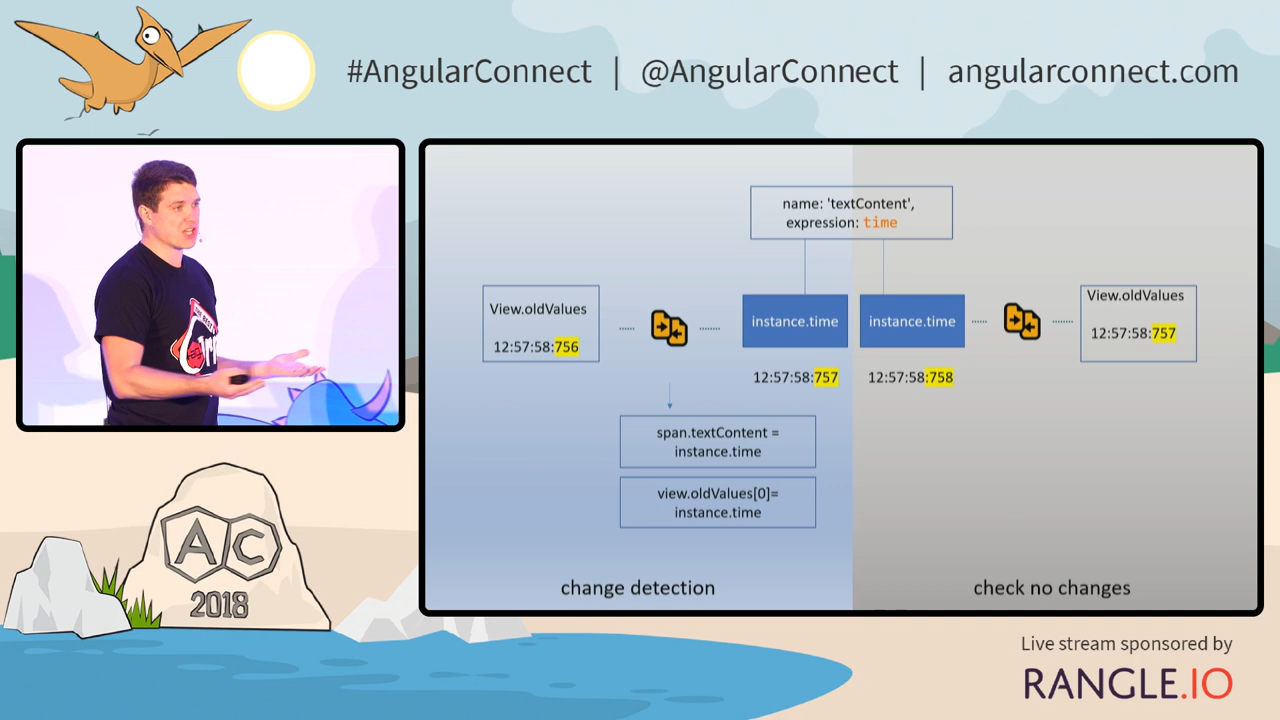 #AngularConnect | @AngularConnect | angularconnect.com
name: 'textContent',
expression: time
View.oldValues
12:57:58:756
instance.time
instance.time
View.oldValues
12:57:58:757
12:57:58:757
12:57:58:758
span.textContent =
instance.time
view.oldValues[0]=
instance.time
change detection
check no changes
AC
2018
Live stream sponsored by
RANGLE.IO